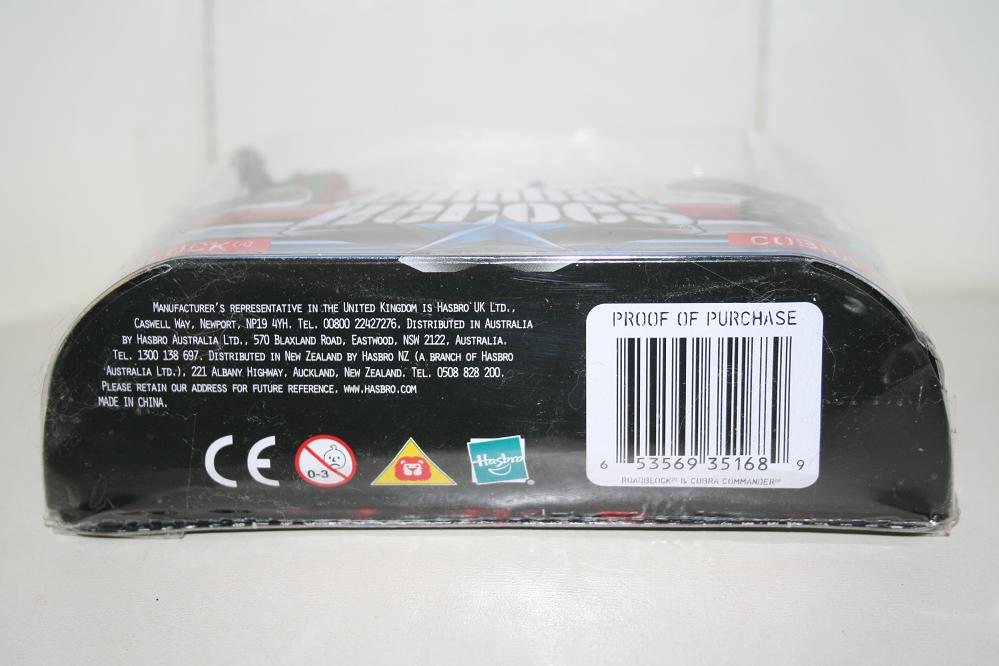 Heroes
COB
MANUFACTURER'S REPRESENTATIVE IN THE UNITED KINGDOM IS HASBRO UK LTD.,
CASWELL WAY, NEWPORT, NP19 4YH. TEL. 00800 22427276. DISTRIBUTED IN AUSTRALIA
BY HASBRO AUSTRALIA LTD., 570 BLAXLAND ROAD, EASTWOOD, NSW 2122, AUSTRALIA.
TEL. 1300 138 697. DISTRIBUTED IN NEW ZEALAND BY HASBRO NZ (A BRANCH OF HASBRO
AUSTRALIA LTD.), 221 ALBANY HIGHWAY, AUCKLAND, NEW ZEALAND. TEL. 0508 828 200.
PLEASE RETAIN OUR ADDRESS FOR FUTURE REFERENCE. WWW.HASBRO.COM
MADE IN CHINA.
CE
0-3
Hasbro
PROOF OF PURCHASE
6 53569 35168 9
ROADBLOCK & COBRA COMMANDER